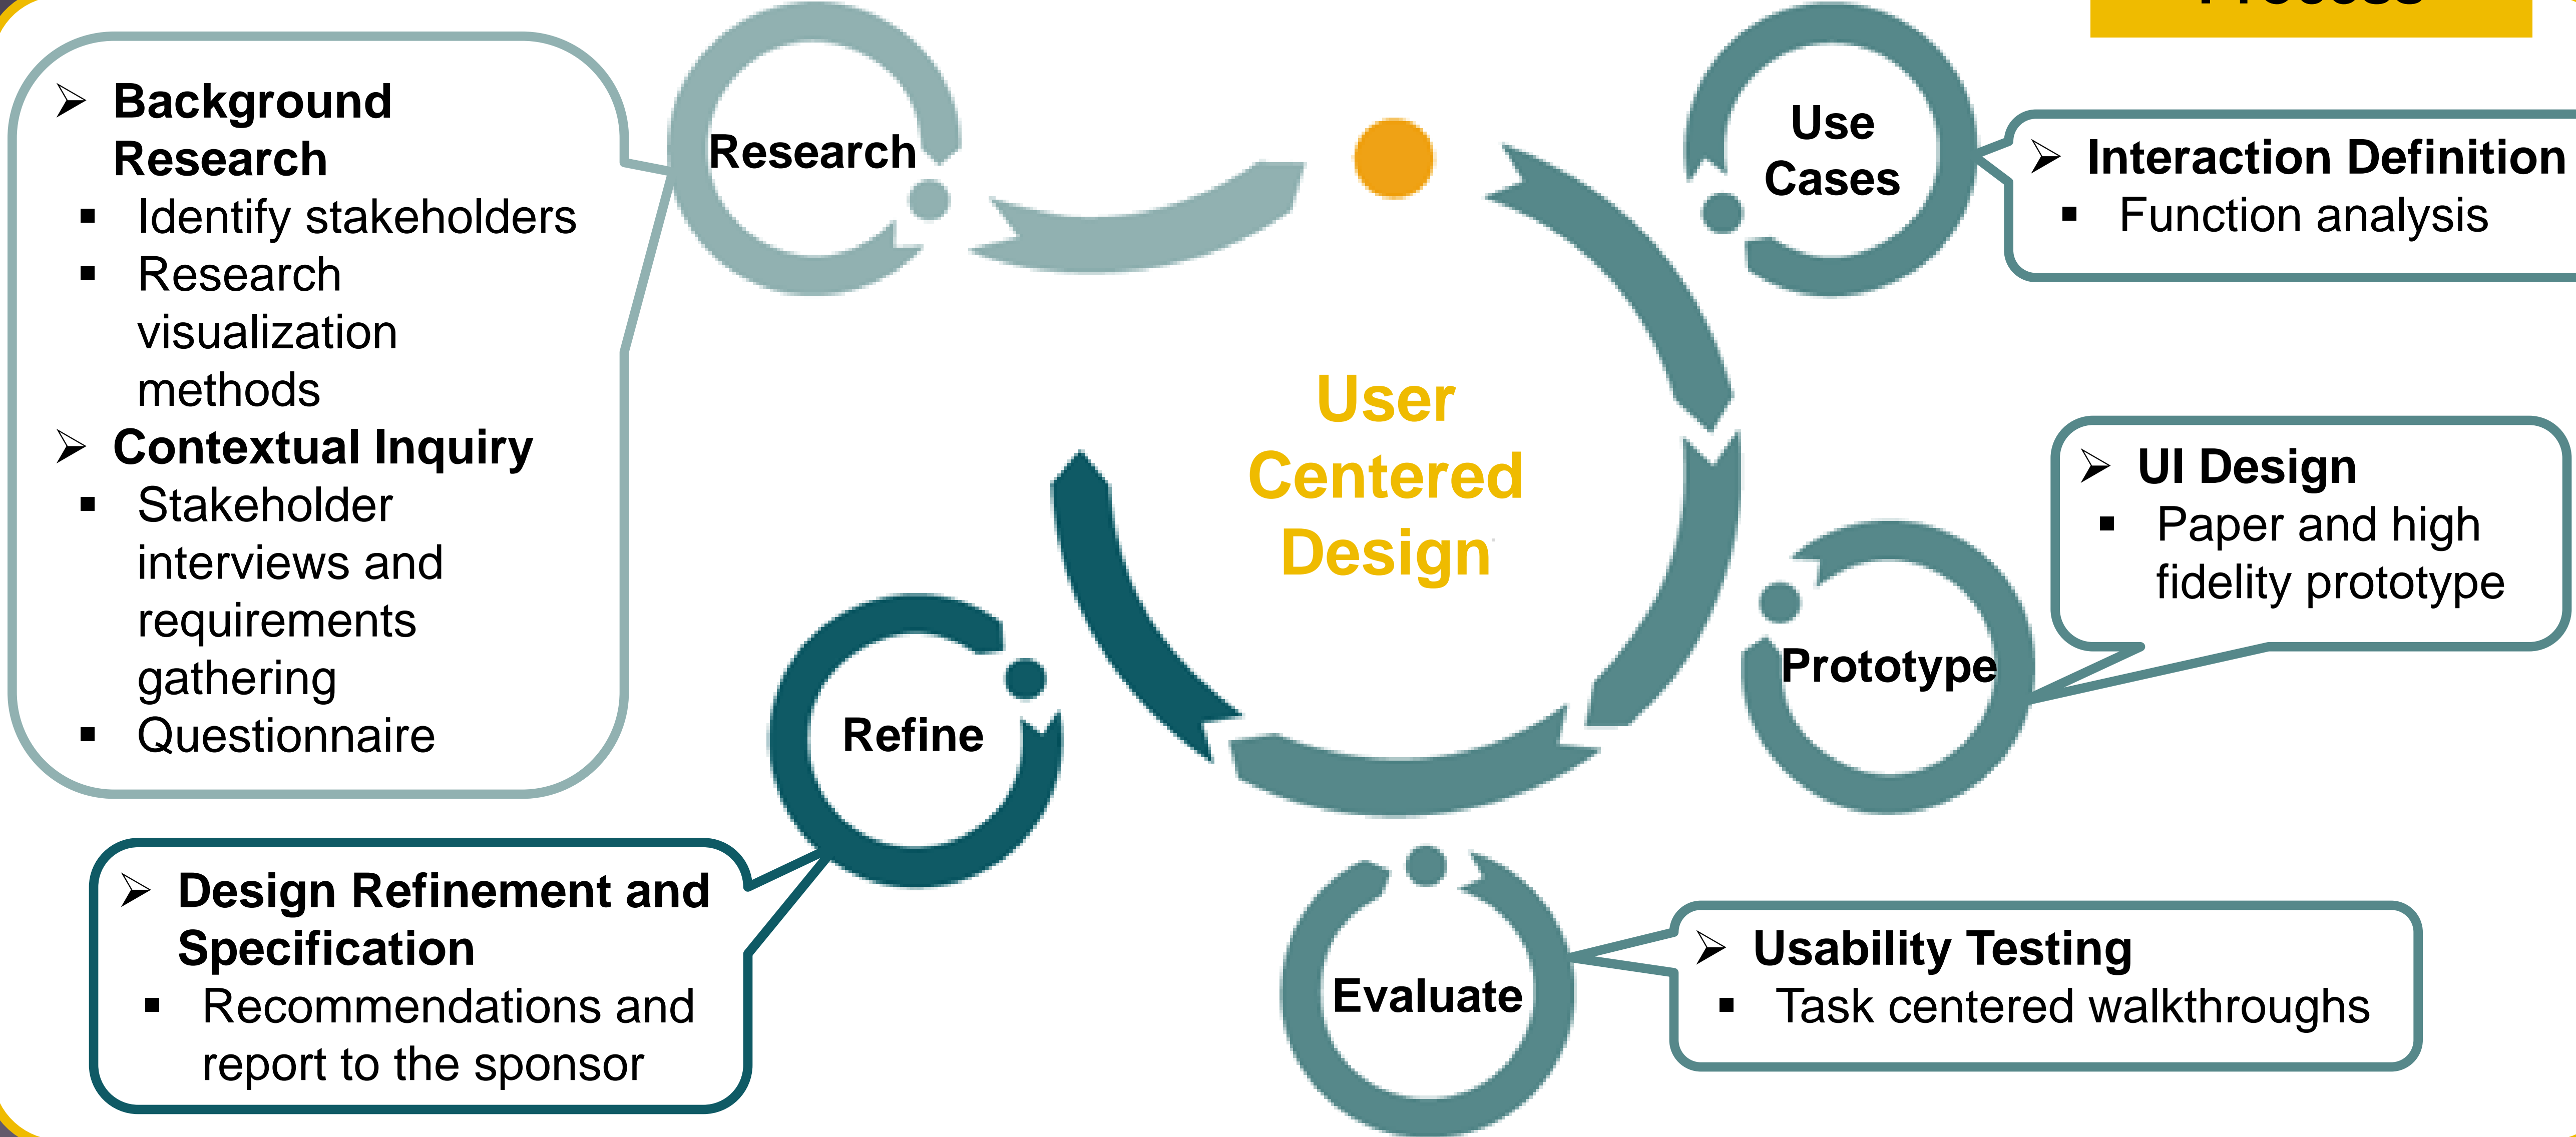 Background
Research
Identify stakeholders
Research
visualization
methods
Contextual Inquiry
Stakeholder
interviews and
requirements
gathering
Questionnaire
Research
Use
Cases
Interaction Definition
Function analysis
User
Centered
Design
UI Design
Paper and high
fidelity prototype
Prototype
Refine
Design Refinement and
Specification
Recommendations and
report to the sponsor
Evaluate
Usability Testing
Task centered walkthroughs